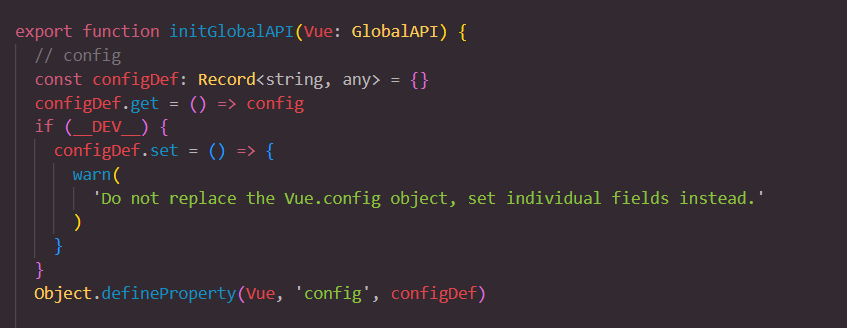 export function initGlobalAPI(Vue: GlobalAPI) {
  // config
  const configDef: Record<string, any> = {}
  configDef.get = () => config
  if (__DEV__) {
    configDef.set = () => {
      warn(
        'Do not replace the Vue.config object, set individual fields instead.'
      )
    }
  }
  Object.defineProperty(Vue, 'config', configDef)